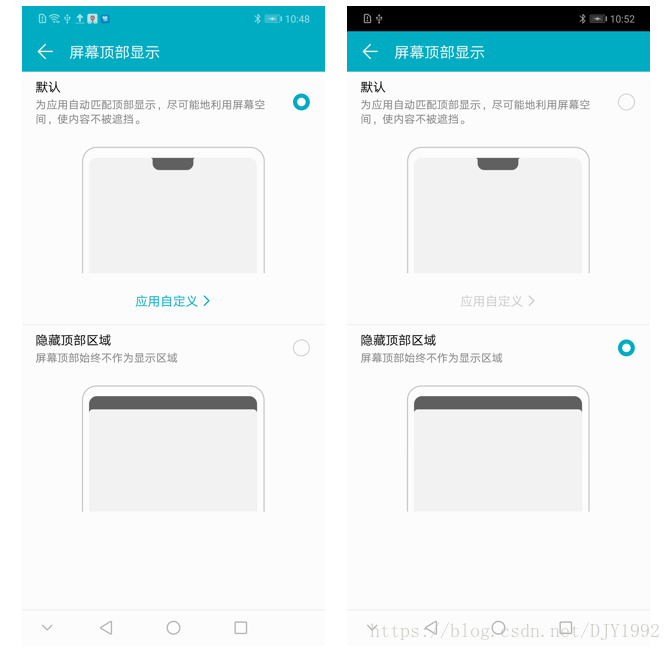 10:48
屏幕顶部显示
默认
为应用自动匹配顶部显示，尽可能地利用屏幕空
间，使内容不被遮挡。
应用自定义
隐藏顶部区域
屏幕顶部始终不作为显示区域
10:52
屏幕顶部显示
默认
为应用自动匹配顶部显示，尽可能地利用屏幕空
间，使内容不被遮挡。
应用自定义
隐藏顶部区域
屏幕顶部始终不作为显示区域
https://blog.csdn.net/DJY1992